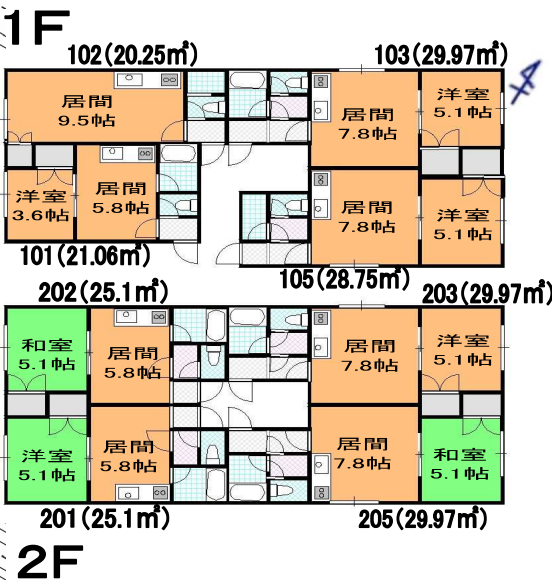 1F
102(20.25㎡)
103(29.97㎡)
居間
9.5帖
居間
7.8帖
洋室
5.1帖
洋室
3.6帖
居間
5.8帖
居間
7.8帖
洋室
5.1帖
101(21.06㎡)
105(28.75㎡)
202(25.1㎡)
203(29.97㎡)
和室
5.1帖
居間
5.8帖
居間
7.8帖
洋室
5.1帖
洋室
5.1帖
居間
5.8帖
居間
7.8帖
和室
5.1帖
201(25.1㎡)
205(29.97㎡)
2F